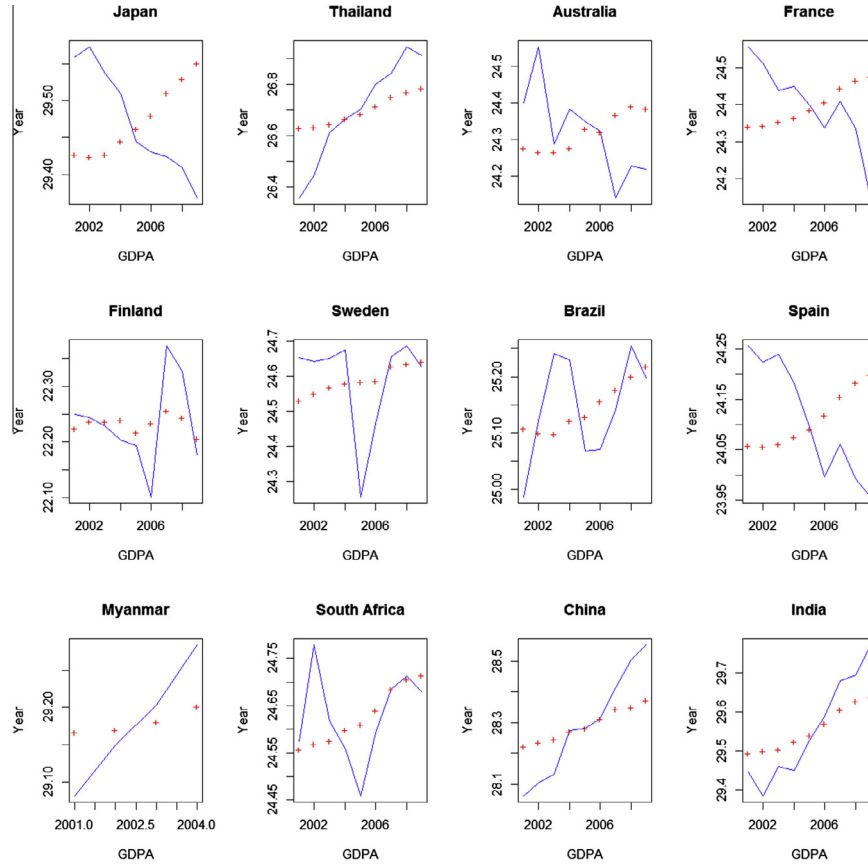 Japan
Year
29.50
29.40
2002
2006
GDPA
Thailand
Year
26.8
26.6
26.4
2002
2006
GDPA
Australia
Year
24.5
24.4
24.3
24.2
2002
2006
GDPA
France
Year
24.5
24.4
24.3
24.2
2002
2006
GDPA
Finland
Year
22.30
22.20
22.10
2002
2006
GDPA
Sweden
Year
24.7
24.6
24.5
24.4
24.3
2002
2006
GDPA
Brazil
Year
25.20
25.10
25.00
2002
2006
GDPA
Spain
Year
24.25
24.15
24.05
23.95
2002
2006
GDPA
Myanmar
Year
29.20
29.10
2001.0
2002.5
2004.0
GDPA
South Africa
Year
24.75
24.65
24.55
24.45
2002
2006
GDPA
China
Year
28.5
28.3
28.1
2002
2006
GDPA
India
Year
29.7
29.6
29.5
29.4
2002
2006
GDPA